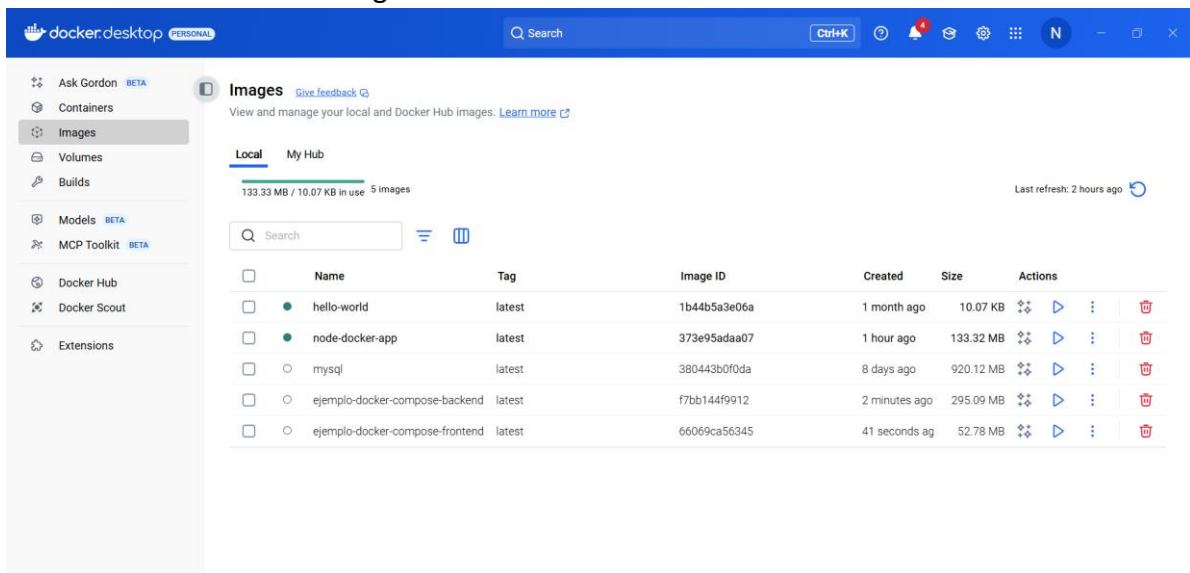 docker.desktop PERSONAL Search Ctrl+K 4 N
Ask Gordon BETA
Containers
Images
Volumes
Builds
Models BETA
MCP Toolkit BETA
Docker Hub
Docker Scout
Extensions
Images Give feedback
View and manage your local and Docker Hub images. Learn more
Local My Hub
133.33 MB / 10.07 KB in use 5 images Last refresh: 2 hours ago
Search
Name Tag Image ID Created Size Actions
hello-world latest 1b44b5a3e06a 1 month ago 10.07 KB
node-docker-app latest 373e95adaa07 1 hour ago 133.32 MB
mysql latest 380443b0f0da 8 days ago 920.12 MB
ejemplo-docker-compose-backend latest f7bb144f9912 2 minutes ago 295.09 MB
ejemplo-docker-compose-frontend latest 66069ca56345 41 seconds ag 52.78 MB